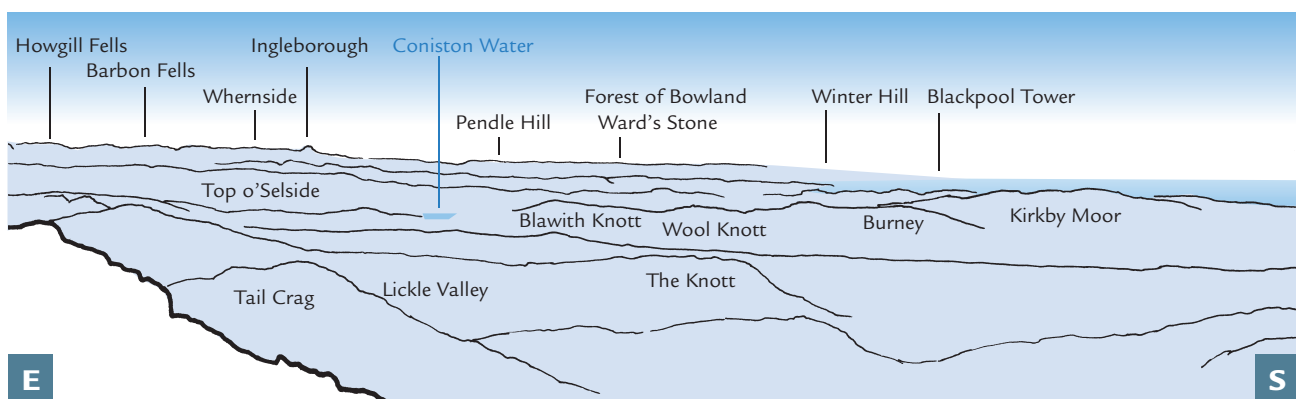 Howgill Fells
Barbon Fells
Whernside
Ingleborough
Coniston Water
Pendle Hill
Forest of Bowland
Ward's Stone
Winter Hill
Blackpool Tower
Top o'Selside
Blawith Knott
Wool Knott
Burney
Kirkby Moor
Tail Crag
Lickle Valley
The Knott
E
S